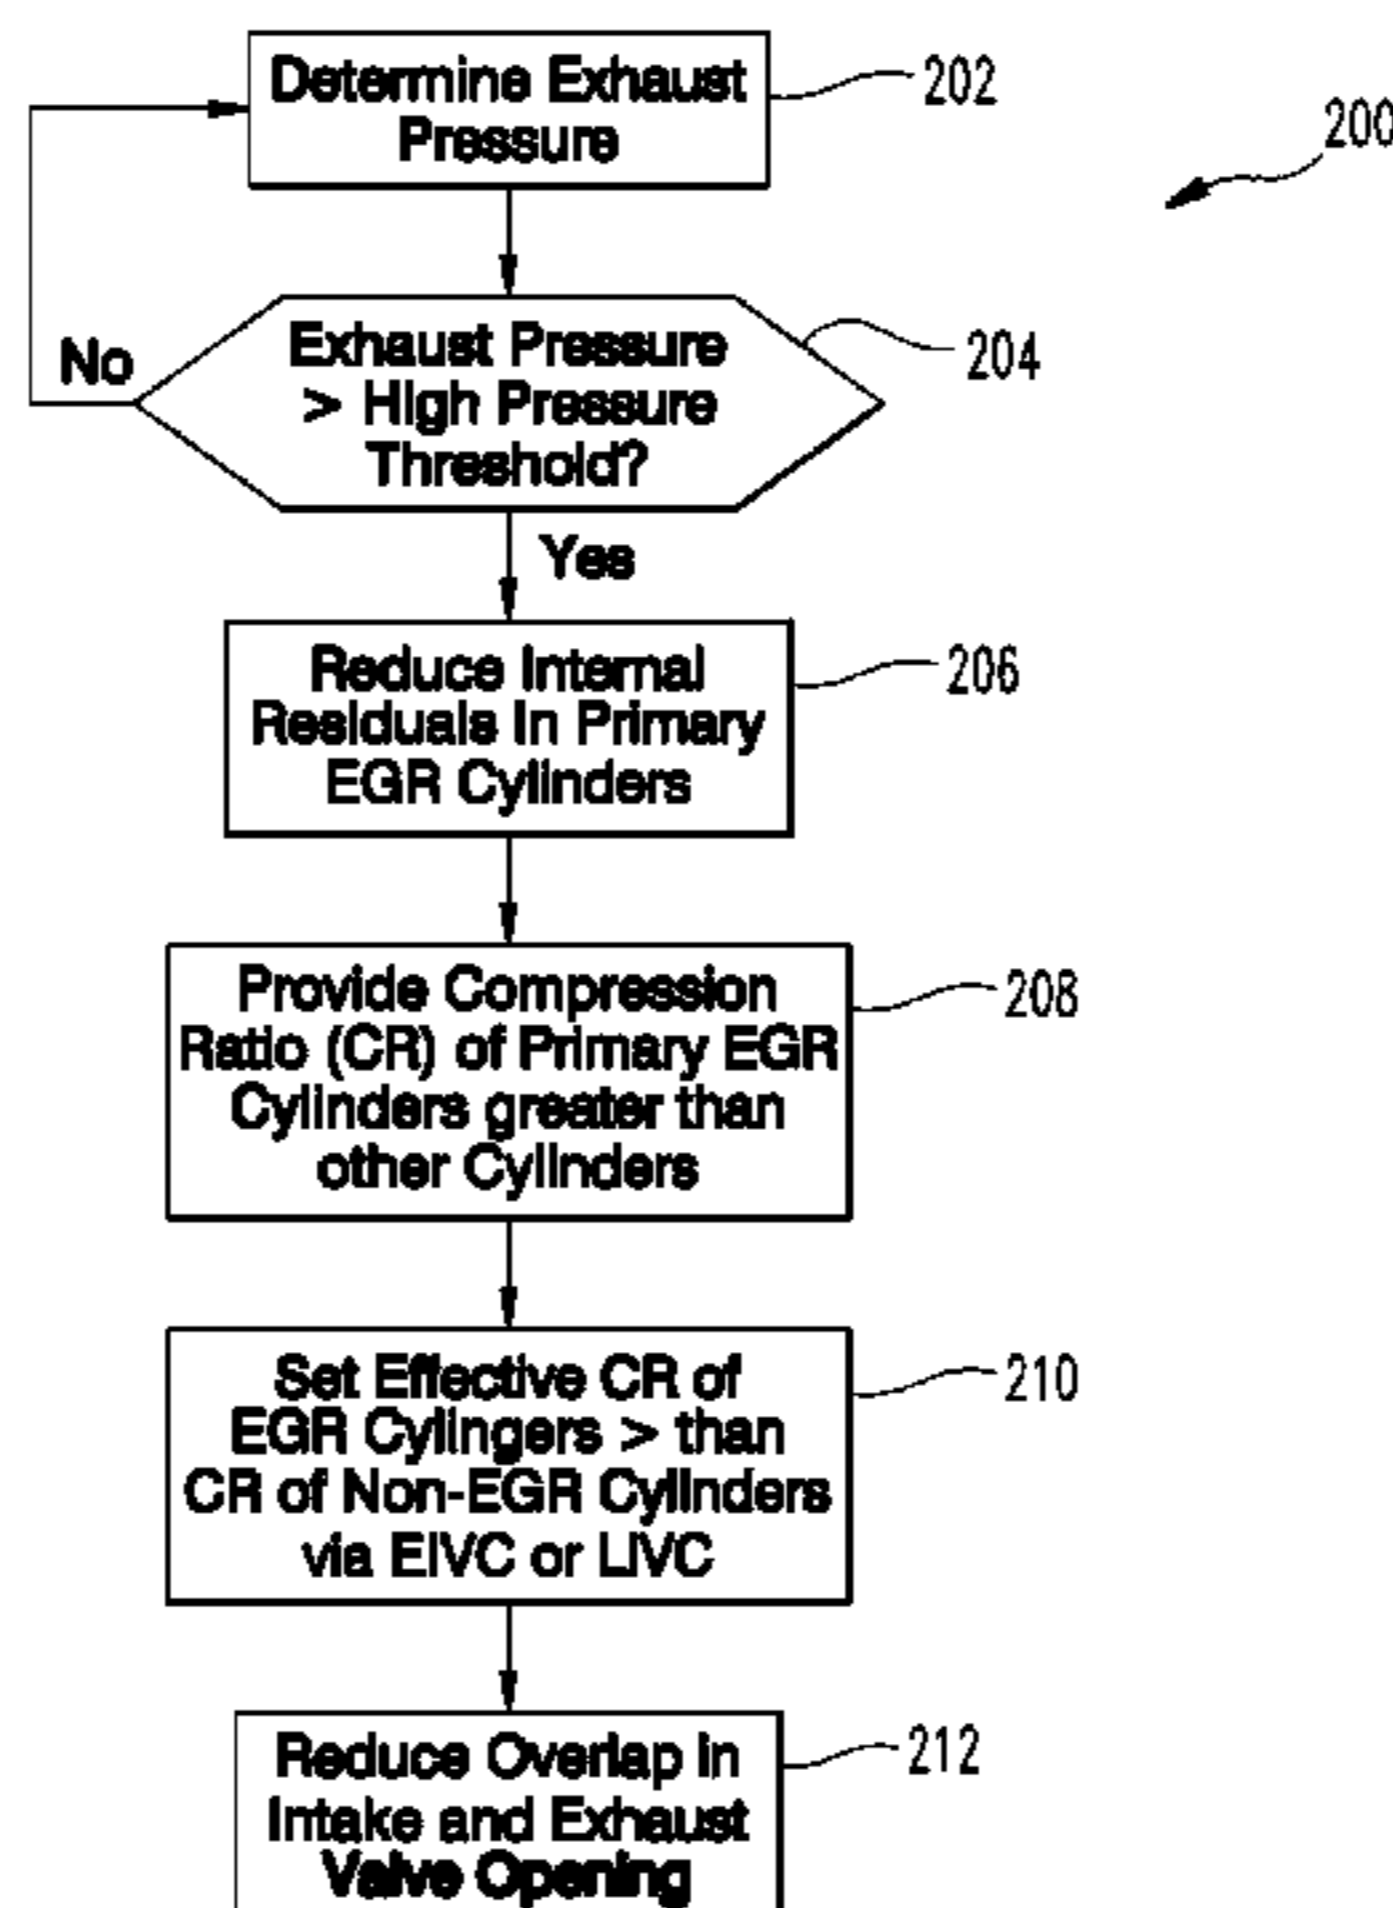 Determine Exhaust
Pressure
202
200
Exhaust Pressure
> High Pressure
Threshold?
204
No
Yes
Reduce Internal
Residuals in Primary
EGR Cylinders
206
Provide Compression
Ratio (CR) of Primary EGR
Cylinders greater than
other Cylinders
208
Set Effective CR of
EGR Cylingers > than
CR of Non-EGR Cylinders
via EIVC or LIVC
210
Reduce Overlap in
Intake and Exhaust
Valve Opening
212